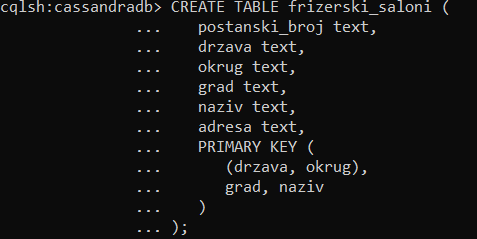 cqlsh:cassandradb> CREATE TABLE frizerski_saloni (
               ...     postanski_broj text,
               ...     drzava text,
               ...     okrug text,
               ...     grad text,
               ...     naziv text,
               ...     adresa text,
               ...     PRIMARY KEY (
               ...        (drzava, okrug),
               ...        grad, naziv
               ...     )
               ... );